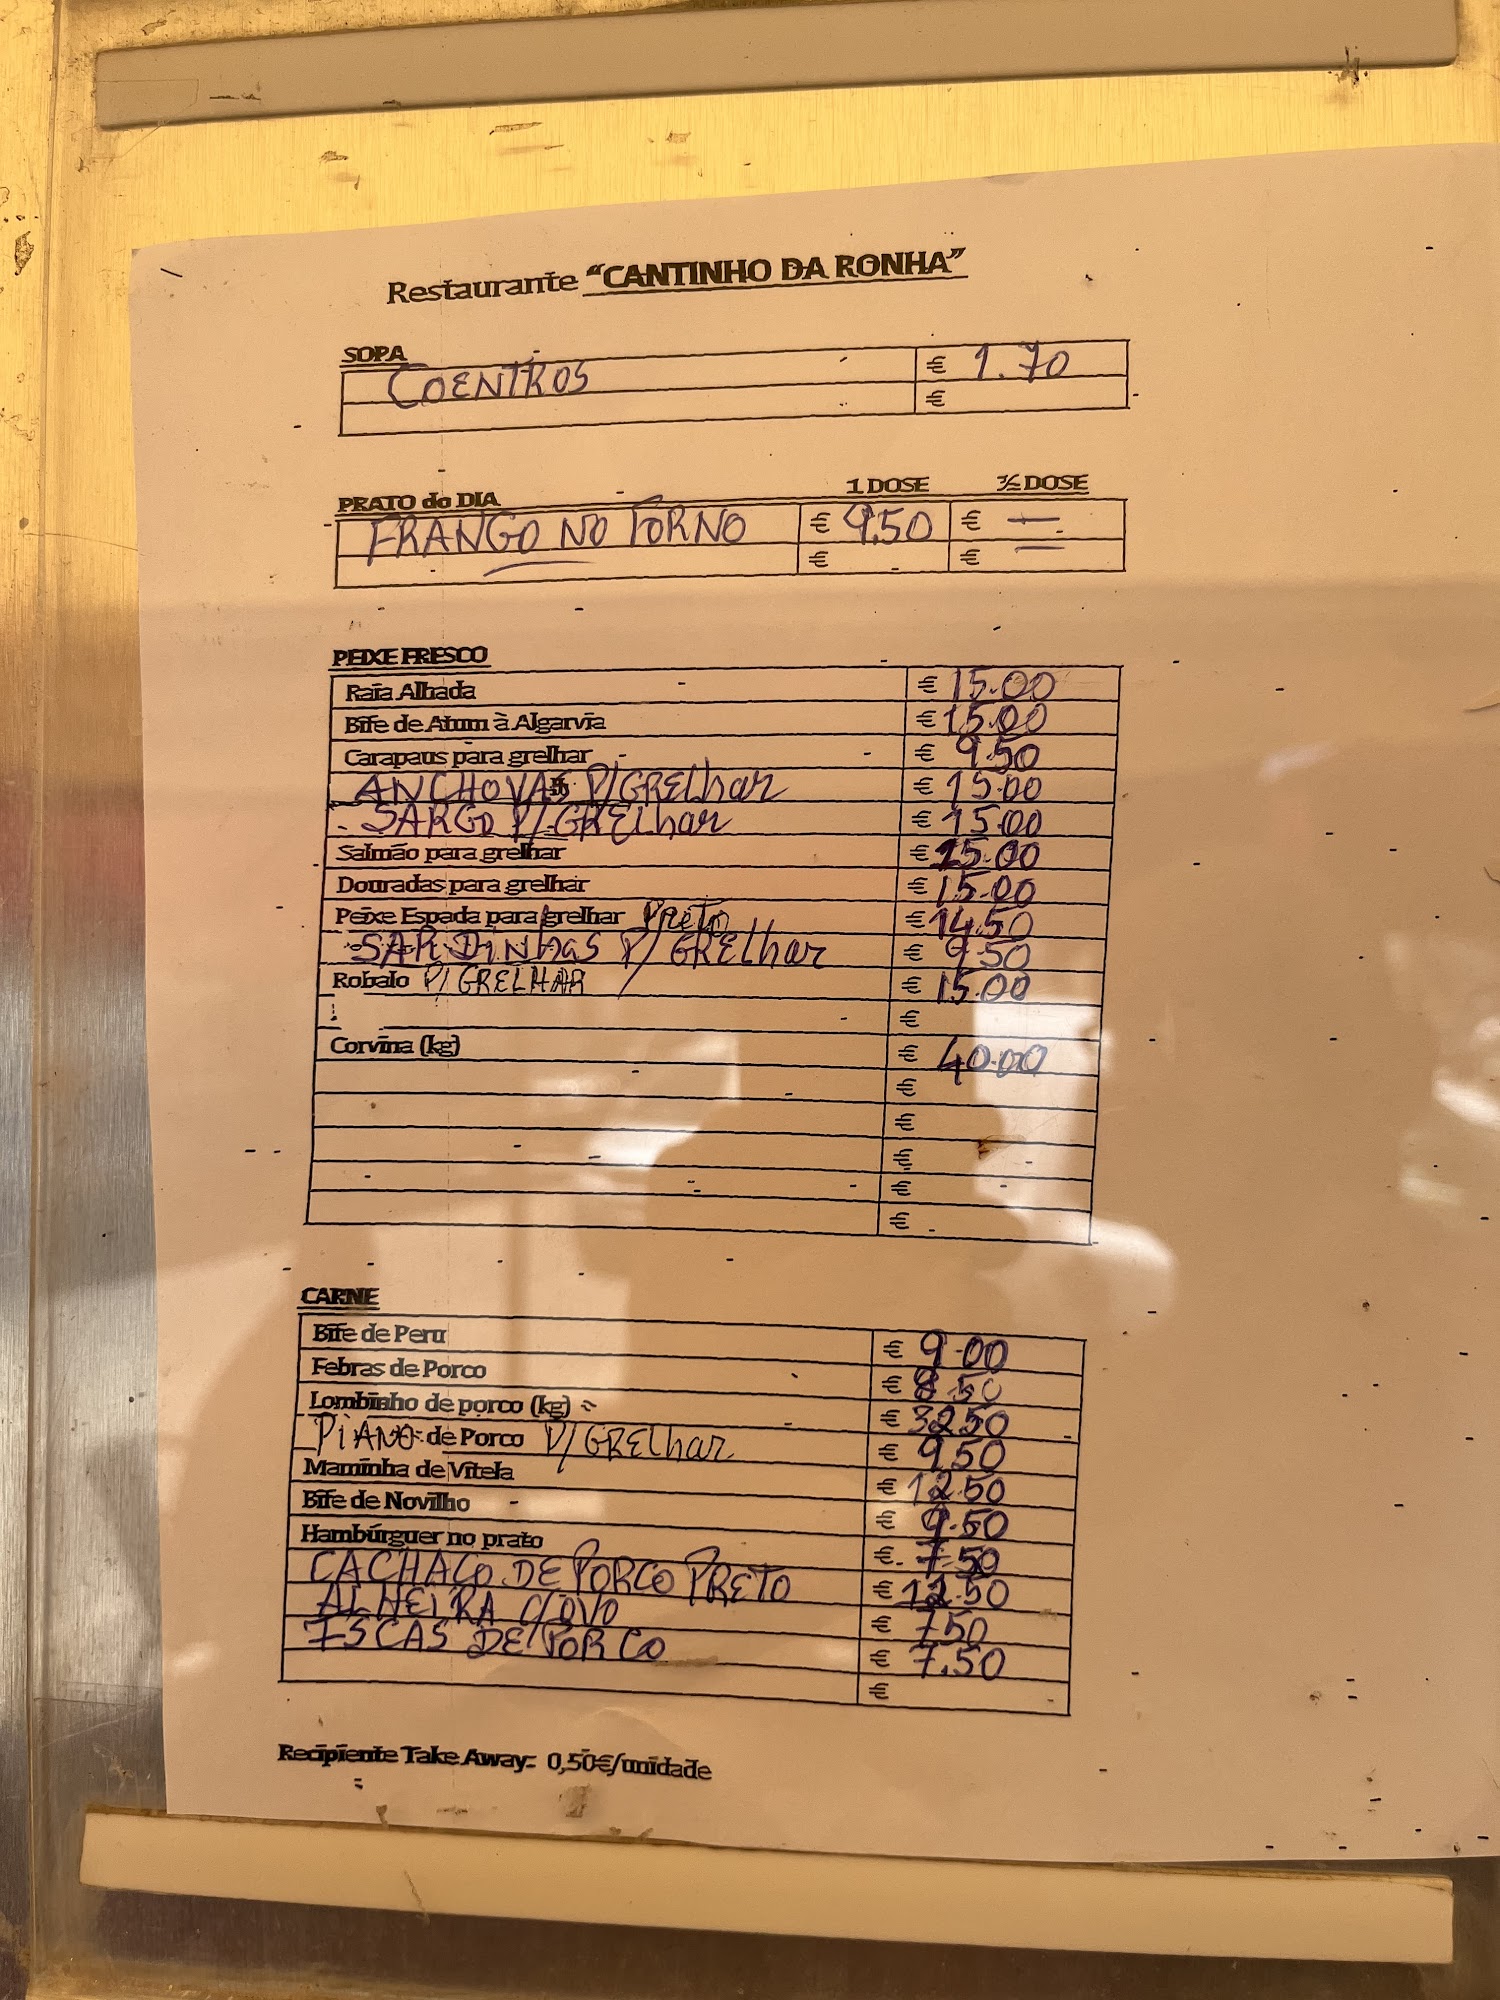 Restaurante "CANTINHO DA RONHA"
SOPA
COENTROS € 1.70
€
PRATO do DIA 1 DOSE ½ DOSE
FRANGO NO FORNO € 9.50 € —
€ € —
PEIXE FRESCO
Raia Alhada € 15.00
Bife de Atum à Algarvia € 15.00
Carapaus para grelhar € 9.50
ANCHOVAS P/GRElhar € 15.00
SARGO P/GRElhar € 15.00
Salmão para grelhar € 15.00
Douradas para grelhar € 15.00
Peixe Espada para grelhar Preto € 14.50
SARDinhas P/GRElhar € 9.50
Robalo P/GRELHAR € 15.00
€
Corvina (kg) € 40.00
€
€
€
€
€
CARNE
Bife de Peru € 9.00
Febras de Porco € 8.50
Lombinho de porco (kg) € 32.50
PiANO de Porco P/GRElhar € 9,50
Maminha de Vitela € 12.50
Bife de Novilho € 9.50
Hambúrguer no prato € 7.50
CACHAÇO DE PORCO PRETO € 12.50
ALHEIRA C/OVO € 7.50
ISCAS DE PORCO € 7.50
€
Recipiente Take Away: 0,50€/unidade